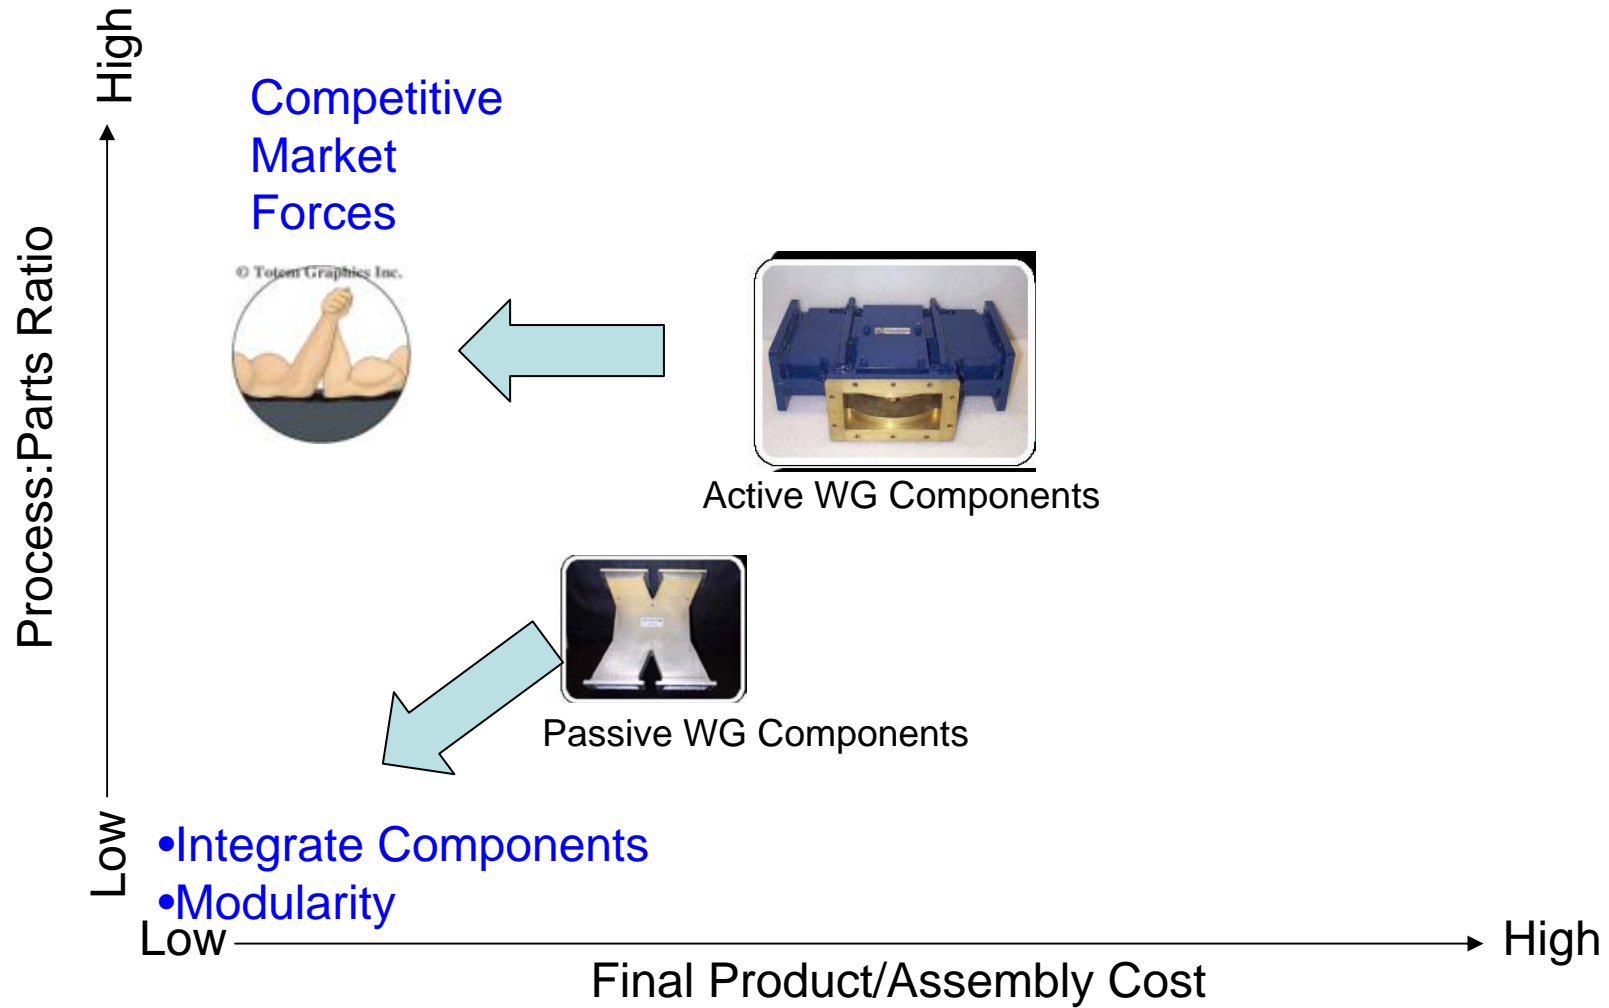 High
Competitive
Market
Forces
© Totem Graphics Inc.
Process:Parts Ratio
Active WG Components
Passive WG Components
Low
•Integrate Components
•Modularity
Low
High
Final Product/Assembly Cost